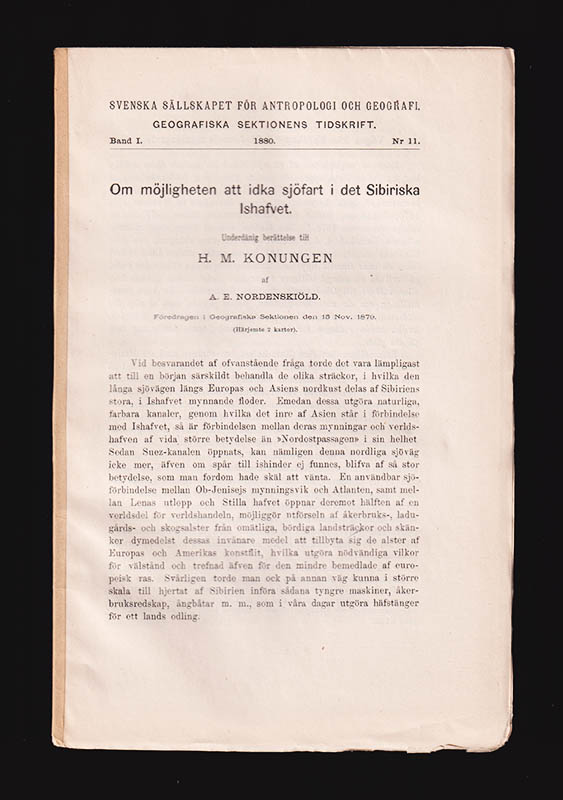 SVENSKA SÄLLSKAPET FÖR ANTROPOLOGI OCH GEOGRAFI.
GEOGRAFISKA SEKTIONENS TIDSKRIFT.
Band I. 1880. Nr 11.
Om möjligheten att idka sjöfart i det Sibiriska
Ishafvet.
Underdånig berättelse till
H. M. KONUNGEN
af
A. E. NORDENSKIÖLD.
Föredragen i Geografiska Sektionen den 15 Nov. 1879.
(Härjemte 2 kartor).
Vid besvarandet af ofvanstående fråga torde det vara lämpligast
att till en början särskildt behandla de olika sträckor, i hvilka den
långa sjövägen längs Europas och Asiens nordkust delas af Sibiriens
stora, i Ishafvet mynnande floder. Emedan dessa utgöra naturliga,
farbara kanaler, genom hvilka det inre af Asien står i förbindelse
med Ishafvet, så är förbindelsen mellan deras mynningar och verlds-
hafven af vida större betydelse än »Nordostpassagen» i sin helhet
Sedan Suez-kanalen öppnats, kan nämligen denna nordliga sjöväg
icke mer, äfven om spår till ishinder ej funnes, blifva af så stor
betydelse, som man fordom hade skäl att vänta. En användbar sjö-
förbindelse mellan Ob-Jenisejs mynningsvik och Atlanten, samt mel-
lan Lenas utlopp och Stilla hafvet öppnar deremot hälften af en
verldsdel för verldshandeln, möjliggör utförseln af åkerbruks-, ladu-
gårds- och skogsalster från omätliga, bördiga landsträckor och skän-
ker dymedelst dessas invånare medel att tillbyta sig de alster af
Europas och Amerikas konstflit, hvilka utgöra nödvändiga vilkor
för välstånd och trefnad äfven för den mindre bemedlade af euro-
peisk ras. Svårligen torde man ock på annan väg kunna i större
skala till hjertat af Sibirien införa sådana tyngre maskiner, åker-
bruksredskap, ångbåtar m. m., som i våra dagar utgöra häfstänger
för ett lands odling.